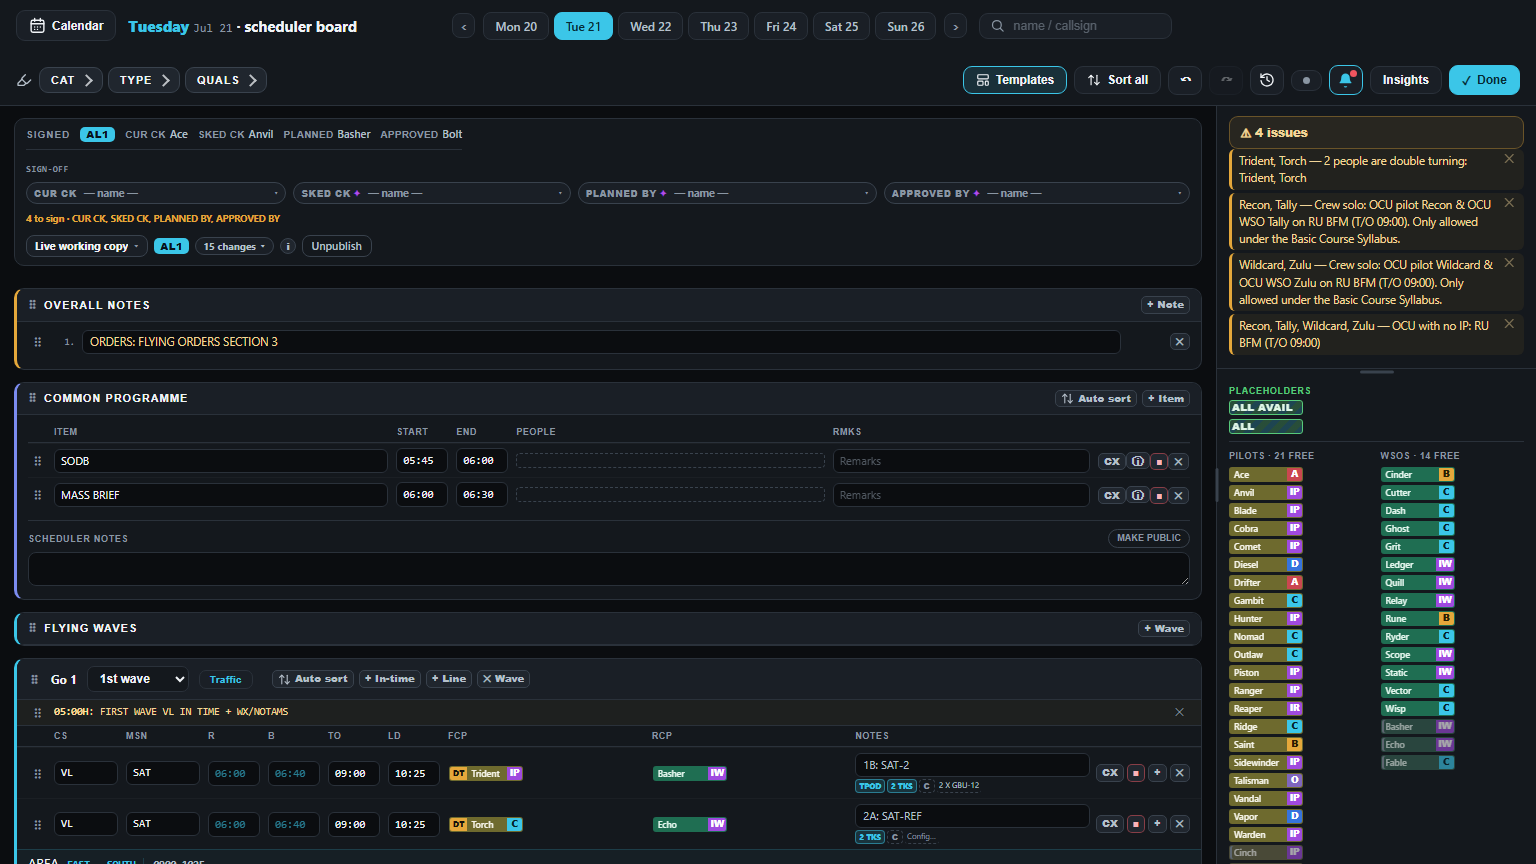 Calendar
Tuesday Jul 21 · scheduler board
‹ Mon 20 Tue 21 Wed 22 Thu 23 Fri 24 Sat 25 Sun 26 ›
name / callsign
CAT TYPE QUALS
Templates Sort all Insights ✓ Done
SIGNED AL1 CUR CK Ace SKED CK Anvil PLANNED Basher APPROVED Bolt
SIGN-OFF
CUR CK — name — SKED CK ✦ — name — PLANNED BY ✦ — name — APPROVED BY ✦ — name —
4 to sign · CUR CK, SKED CK, PLANNED BY, APPROVED BY
Live working copy AL1 15 changes i Unpublish
OVERALL NOTES + Note
1. ORDERS: FLYING ORDERS SECTION 3
COMMON PROGRAMME Auto sort + Item
ITEM START END PEOPLE RMKS
SODB 05:45 06:00 Remarks CX
MASS BRIEF 06:00 06:30 Remarks CX
SCHEDULER NOTES MAKE PUBLIC
FLYING WAVES + Wave
Go 1 1st wave Traffic Auto sort + In-time + Line ✕ Wave
05:00H: FIRST WAVE VL IN TIME + WX/NOTAMS
CS MSN R B TO LD FCP RCP NOTES
VL SAT 06:00 06:40 09:00 10:25 DT Trident IP Basher IW 1B: SAT-2 CX
TPOD 2 TKS C 2 X GBU-12
VL SAT 06:00 06:40 09:00 10:25 DT Torch C Echo IW 2A: SAT-REF CX
2 TKS C Config...
AREA EAST SOUTH 0900-1025
⚠ 4 issues
Trident, Torch — 2 people are double turning:
Trident, Torch
Recon, Tally — Crew solo: OCU pilot Recon & OCU
WSO Tally on RU BFM (T/O 09:00). Only allowed
under the Basic Course Syllabus.
Wildcard, Zulu — Crew solo: OCU pilot Wildcard &
OCU WSO Zulu on RU BFM (T/O 09:00). Only
allowed under the Basic Course Syllabus.
Recon, Tally, Wildcard, Zulu — OCU with no IP: RU
BFM (T/O 09:00)
PLACEHOLDERS
ALL AVAIL
ALL
PILOTS · 21 FREE WSOS · 14 FREE
Ace A Cinder B
Anvil IP Cutter C
Blade IP Dash C
Cobra IP Ghost C
Comet IP Grit C
Diesel D Ledger IW
Drifter A Quill IW
Gambit C Relay IW
Hunter IP Rune B
Nomad C Ryder C
Outlaw C Scope IW
Piston IP Static IW
Ranger IP Vector C
Reaper IR Wisp C
Ridge C Basher IW
Saint B Echo IW
Sidewinder IP Fable C
Talisman O
Vandal IP
Vapor D
Warden IP
Cinch IP